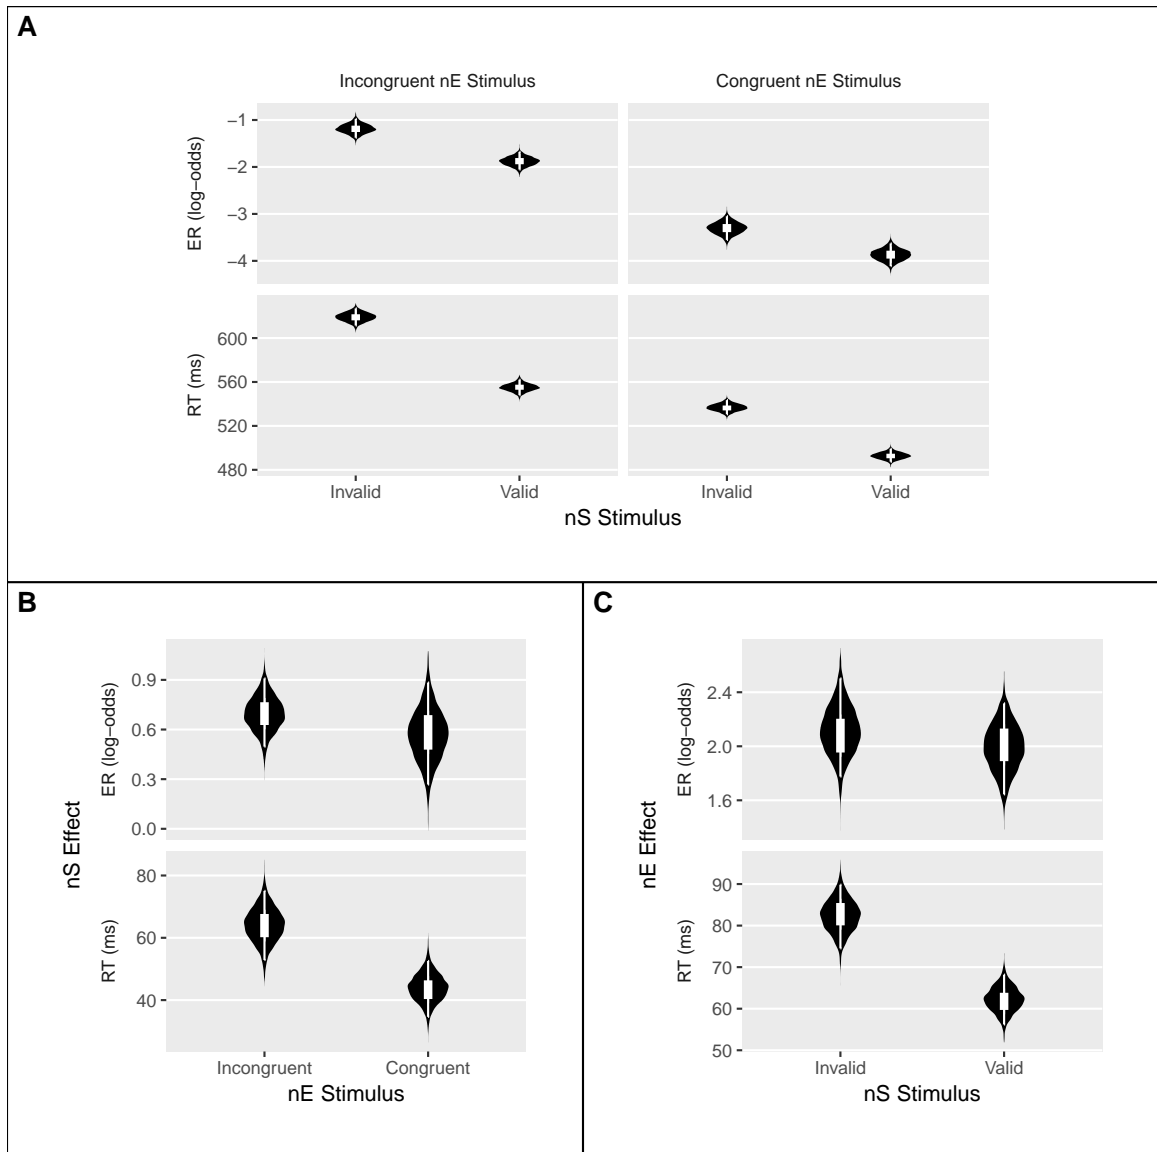 A
Incongruent nE Stimulus
Congruent nE Stimulus
ER (log−odds)
−1
−2
−3
−4
RT (ms)
600
560
520
480
Invalid
Valid
Invalid
Valid
nS Stimulus
B
nS Effect
ER (log−odds)
0.9
0.6
0.3
0.0
RT (ms)
80
60
40
Incongruent
Congruent
nE Stimulus
C
nE Effect
ER (log−odds)
2.4
2.0
1.6
RT (ms)
90
80
70
60
50
Invalid
Valid
nS Stimulus